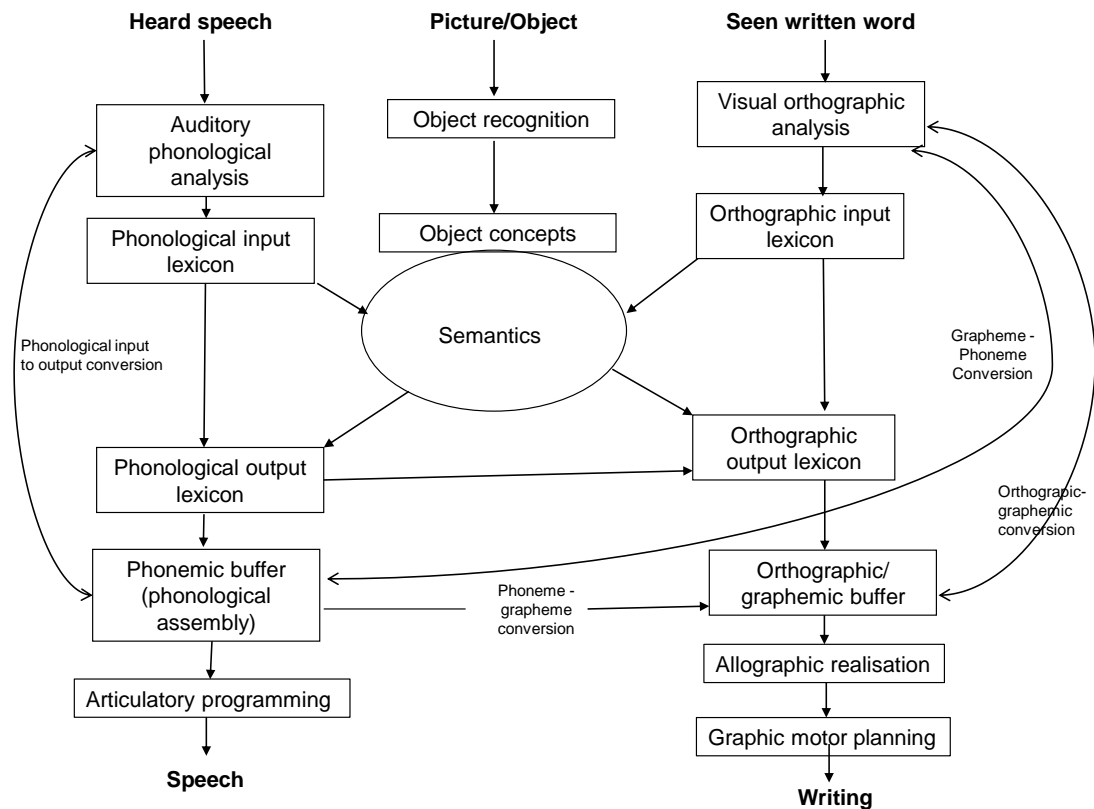 Heard speech
Picture/Object
Seen written word
Auditory
phonological
analysis
Object recognition
Visual orthographic
analysis
Phonological input
lexicon
Object concepts
Orthographic input
lexicon
Semantics
Phonological input
to output conversion
Grapheme -
Phoneme
Conversion
Phonological output
lexicon
Orthographic
output lexicon
Orthograpic-
graphemic
conversion
Phonemic buffer
(phonological
assembly)
Phoneme -
grapheme
conversion
Orthographic/
graphemic buffer
Articulatory programming
Allographic realisation
Graphic motor planning
Speech
Writing